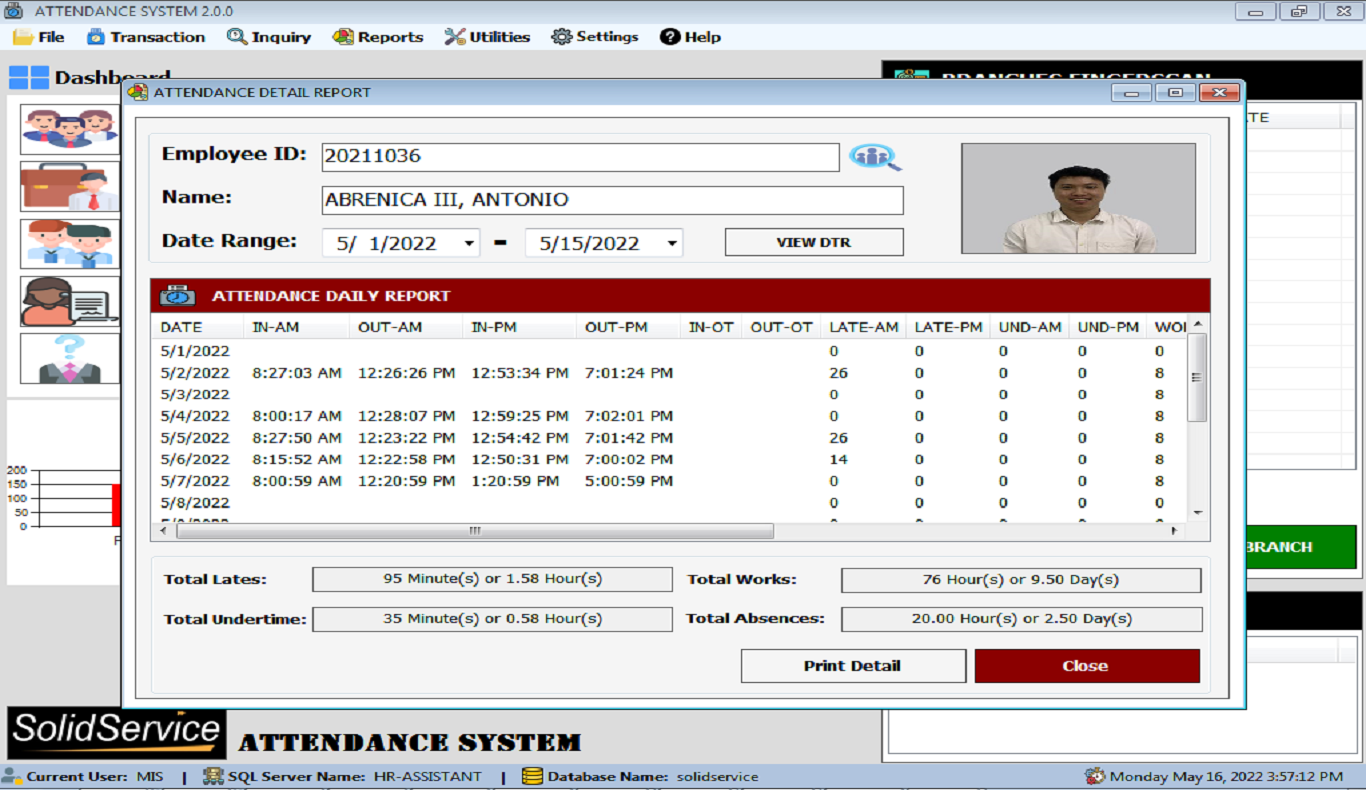 ATTENDANCE SYSTEM 2.0.0
File Transaction Inquiry Reports Utilities Settings Help
Dashboard
BRANCHES FINGERSCAN
ATTENDANCE DETAIL REPORT
TE
Employee ID: 20211036
Name: ABRENICA III, ANTONIO
Date Range: 5/ 1/2022 - 5/15/2022 VIEW DTR
ATTENDANCE DAILY REPORT
DATE IN-AM OUT-AM IN-PM OUT-PM IN-OT OUT-OT LATE-AM LATE-PM UND-AM UND-PM WO
5/1/2022 0 0 0 0 0
5/2/2022 8:27:03 AM 12:26:26 PM 12:53:34 PM 7:01:24 PM 26 0 0 0 8
5/3/2022 0 0 0 0 8
5/4/2022 8:00:17 AM 12:28:07 PM 12:59:25 PM 7:02:01 PM 0 0 0 0 8
5/5/2022 8:27:50 AM 12:23:22 PM 12:54:42 PM 7:01:42 PM 26 0 0 0 8
5/6/2022 8:15:52 AM 12:22:58 PM 12:50:31 PM 7:00:02 PM 14 0 0 0 8
5/7/2022 8:00:59 AM 12:20:59 PM 1:20:59 PM 5:00:59 PM 0 0 0 0 8
5/8/2022 0 0 0 0 0
200
150
100
50
0
BRANCH
Total Lates: 95 Minute(s) or 1.58 Hour(s) Total Works: 76 Hour(s) or 9.50 Day(s)
Total Undertime: 35 Minute(s) or 0.58 Hour(s) Total Absences: 20.00 Hour(s) or 2.50 Day(s)
Print Detail Close
SolidService ATTENDANCE SYSTEM
Current User: MIS | SQL Server Name: HR-ASSISTANT | Database Name: solidservice Monday May 16, 2022 3:57:12 PM